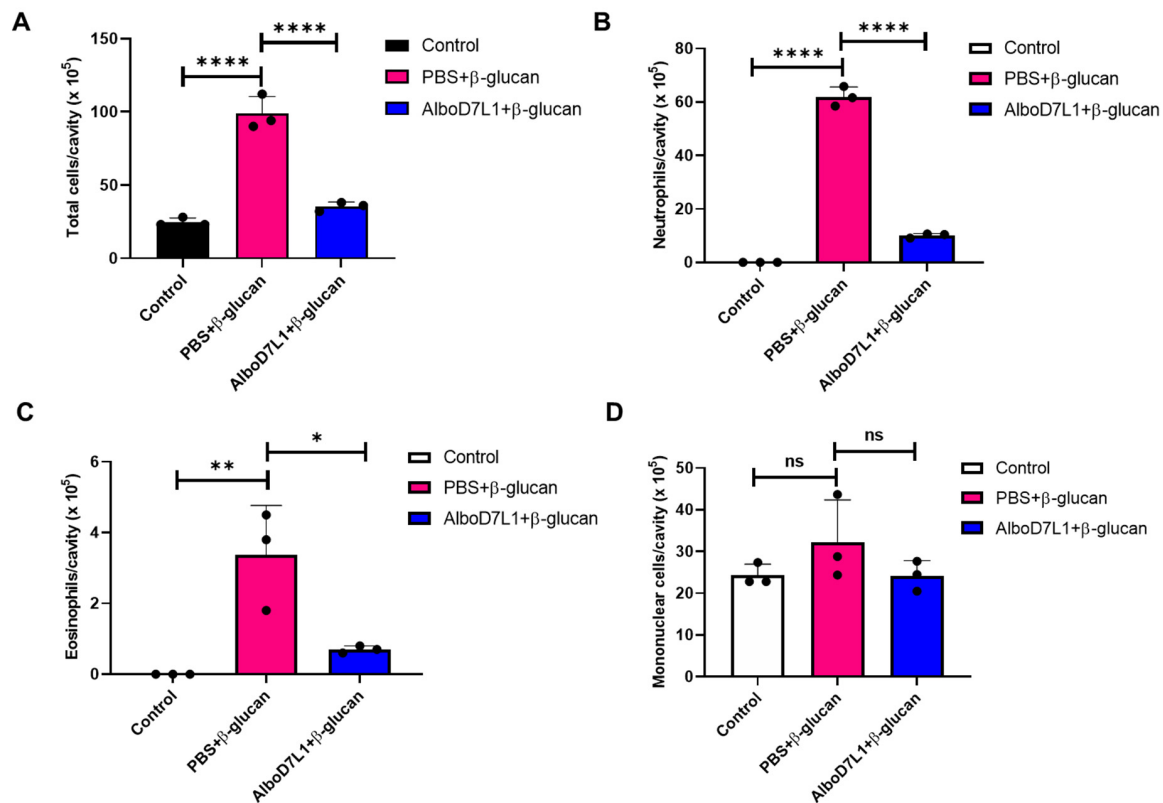 A
Total cells/cavity (x 10⁵)
150
100
50
0
****
****
Control
PBS+β-glucan
AlboD7L1+β-glucan
Control
PBS+β-glucan
AlboD7L1+β-glucan
B
Neutrophils/cavity (x 10⁵)
80
60
40
20
0
****
****
Control
PBS+β-glucan
AlboD7L1+β-glucan
Control
PBS+β-glucan
AlboD7L1+β-glucan
C
Eosinophils/cavity (x 10⁵)
6
4
2
0
**
*
Control
PBS+β-glucan
AlboD7L1+β-glucan
Control
PBS+β-glucan
AlboD7L1+β-glucan
D
Mononuclear cells/cavity (x 10⁵)
50
40
30
20
10
0
ns
ns
Control
PBS+β-glucan
AlboD7L1+β-glucan
Control
PBS+β-glucan
AlboD7L1+β-glucan